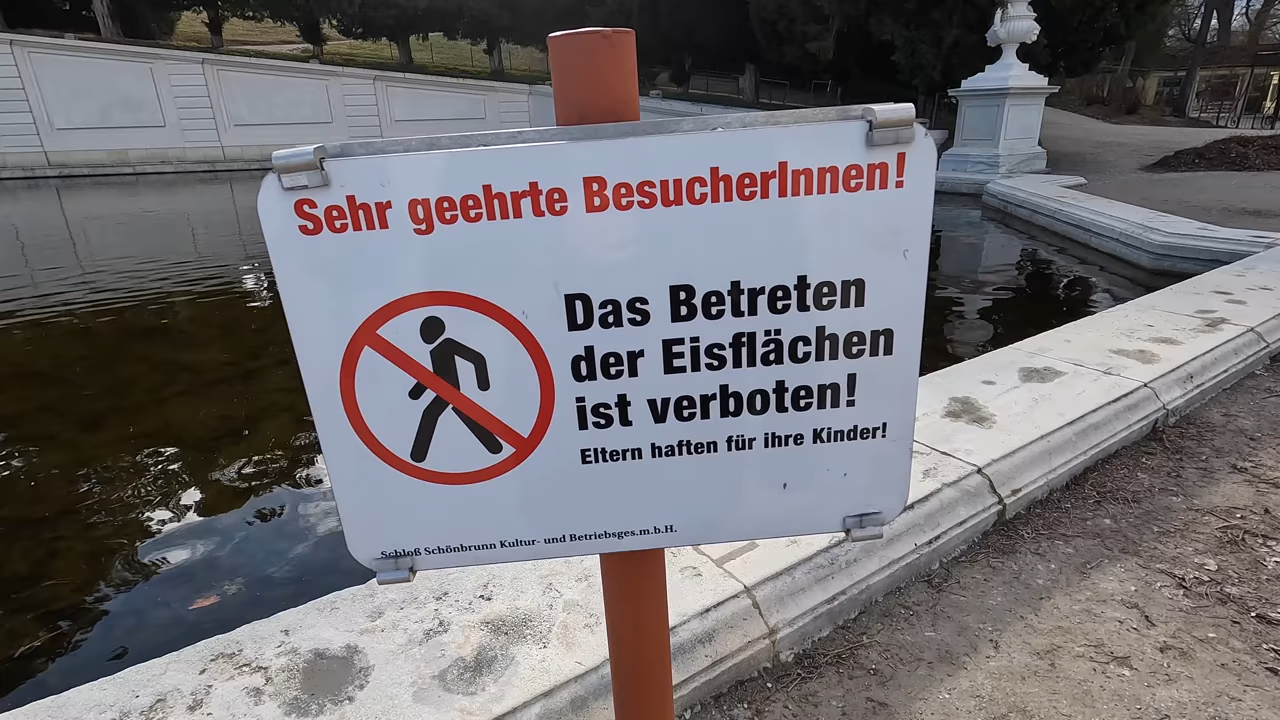 Sehr geehrte BesucherInnen!
Das Betreten
der Eisflächen
ist verboten!
Eltern haften für ihre Kinder!
Schloß Schönbrunn Kultur- und Betriebsges.m.b.H.